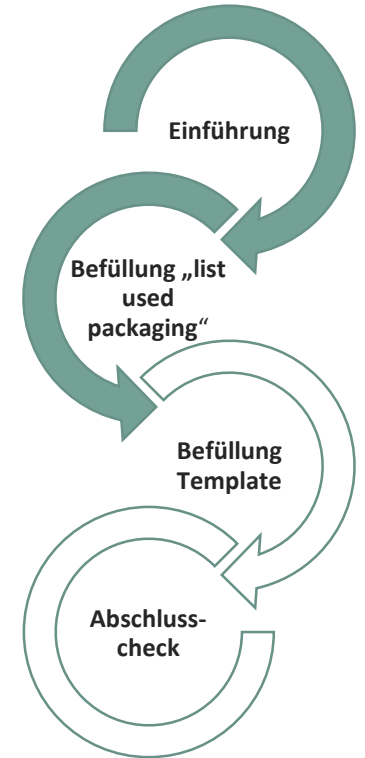 Einführung
Befüllung „list
used
packaging“
Befüllung
Template
Abschluss-
check